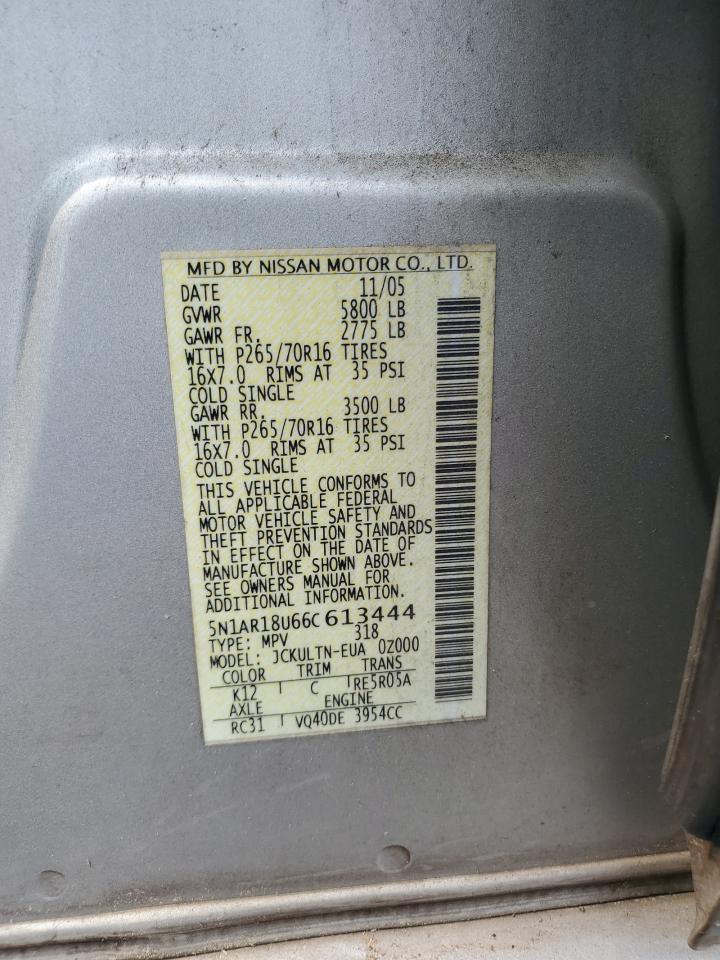 MFD BY NISSAN MOTOR CO., LTD.
DATE 11/05
GVWR 5800 LB
GAWR FR. 2775 LB
WITH P265/70R16 TIRES
16X7.0 RIMS AT 35 PSI
COLD SINGLE
GAWR RR. 3500 LB
WITH P265/70R16 TIRES
16X7.0 RIMS AT 35 PSI
COLD SINGLE
THIS VEHICLE CONFORMS TO
ALL APPLICABLE FEDERAL
MOTOR VEHICLE SAFETY AND
THEFT PREVENTION STANDARDS
IN EFFECT ON THE DATE OF
MANUFACTURE SHOWN ABOVE.
SEE OWNERS MANUAL FOR
ADDITIONAL INFORMATION.
5N1AR18U66C 613444
TYPE: MPV 318
MODEL: JCKULTN-EUA 0Z000
COLOR TRIM TRANS
K12 C RE5R05A
AXLE ENGINE
RC31 VQ40DE 3954CC